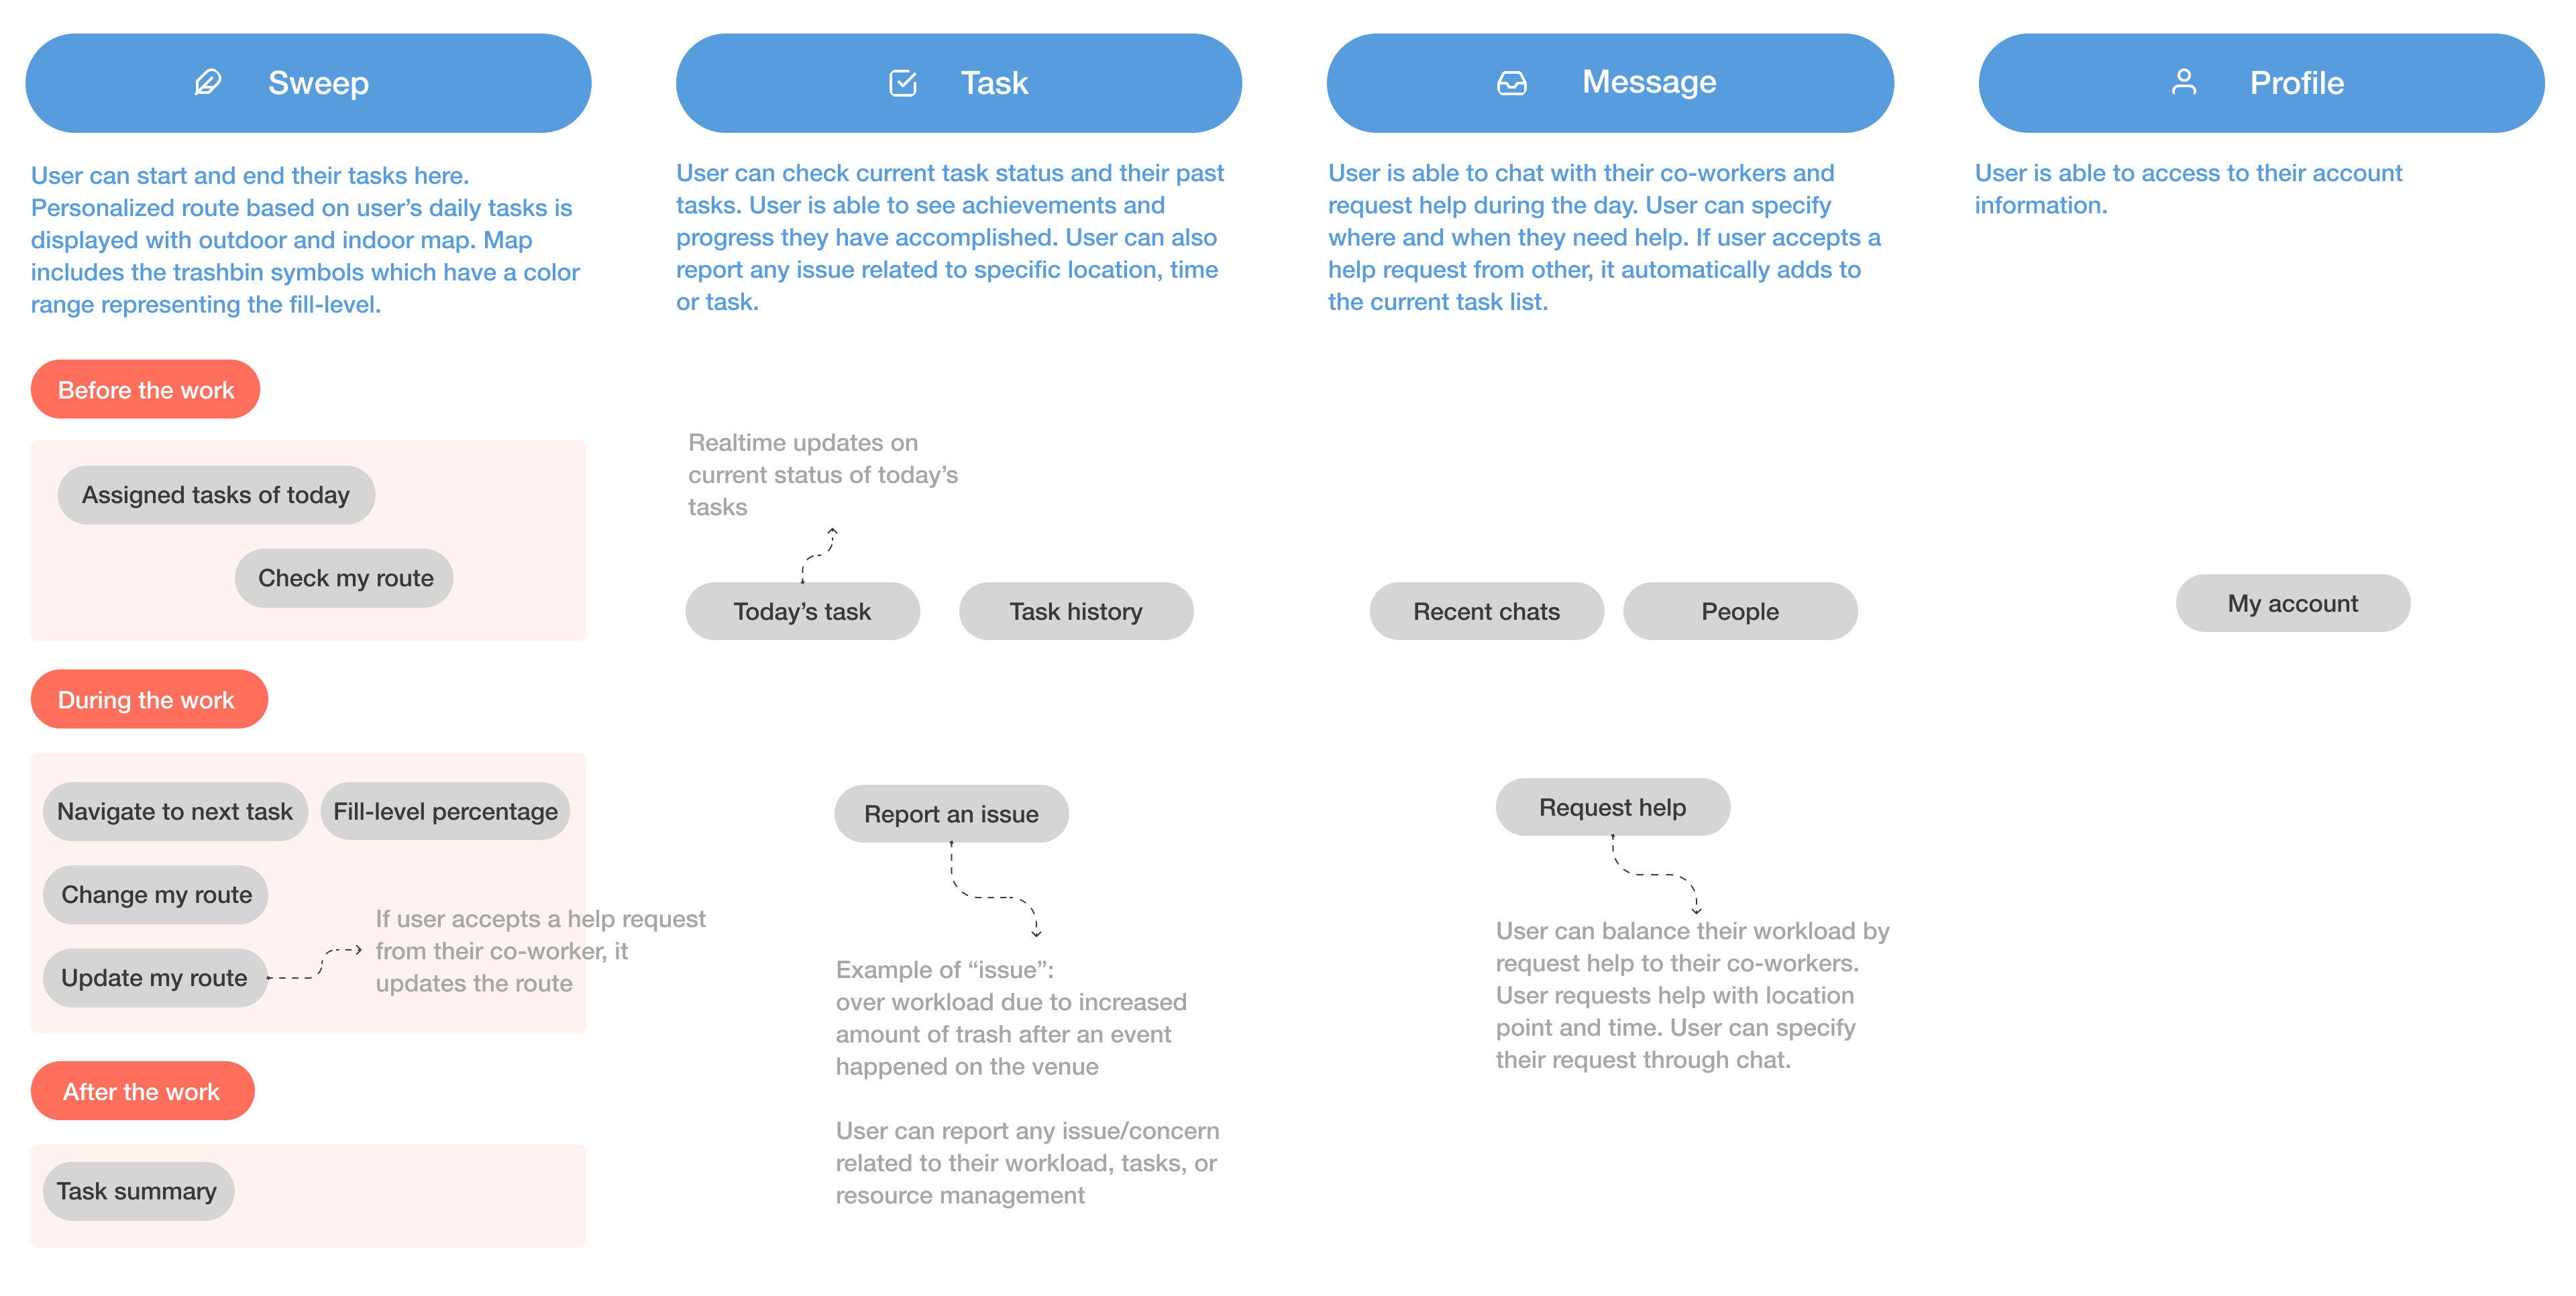 Sweep
User can start and end their tasks here.
Personalized route based on user’s daily tasks is
displayed with outdoor and indoor map. Map
includes the trashbin symbols which have a color
range representing the fill-level.
Before the work
Assigned tasks of today
Check my route
During the work
Navigate to next task
Fill-level percentage
Change my route
Update my route
If user accepts a help request
from their co-worker, it
updates the route
After the work
Task summary
Task
User can check current task status and their past
tasks. User is able to see achievements and
progress they have accomplished. User can also
report any issue related to specific location, time
or task.
Realtime updates on
current status of today’s
tasks
Today’s task
Task history
Report an issue
Example of “issue”:
over workload due to increased
amount of trash after an event
happened on the venue
User can report any issue/concern
related to their workload, tasks, or
resource management
Message
User is able to chat with their co-workers and
request help during the day. User can specify
where and when they need help. If user accepts a
help request from other, it automatically adds to
the current task list.
Recent chats
People
Request help
User can balance their workload by
request help to their co-workers.
User requests help with location
point and time. User can specify
their request through chat.
Profile
User is able to access to their account
information.
My account